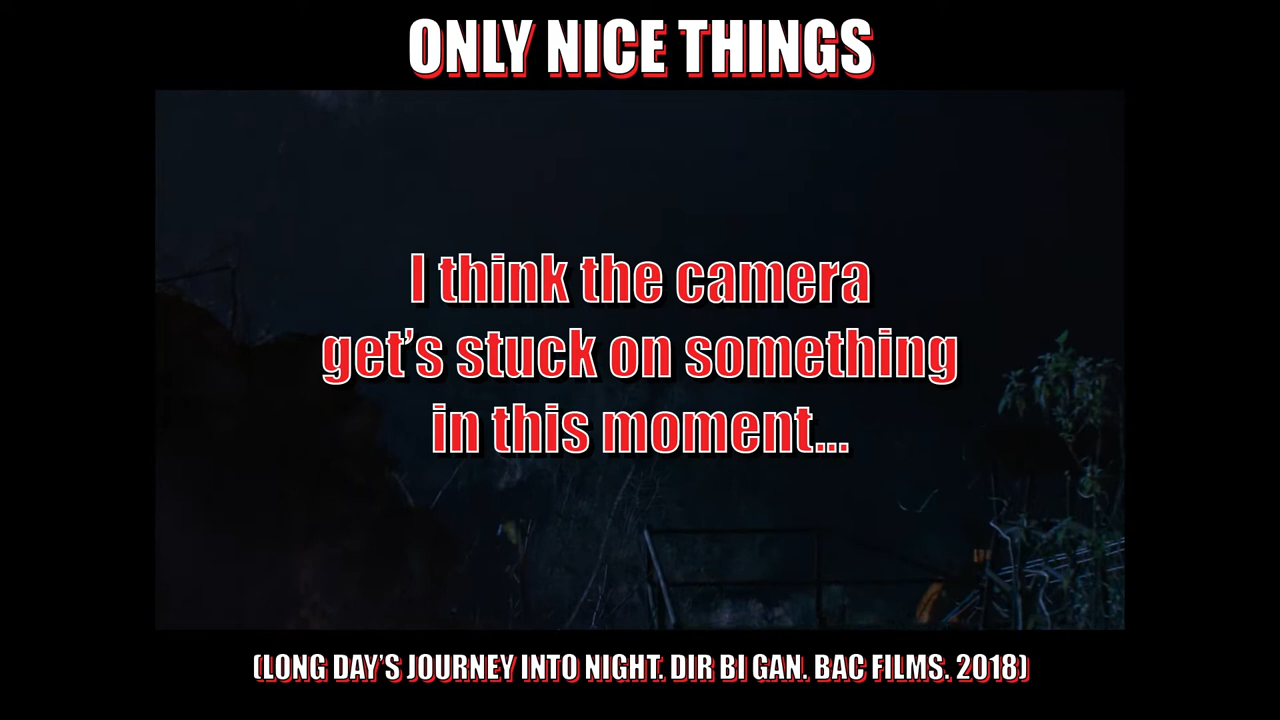 ONLY NICE THINGS
I think the camera
get's stuck on something
in this moment...
(LONG DAY'S JOURNEY INTO NIGHT. DIR BI GAN. BAC FILMS. 2018)